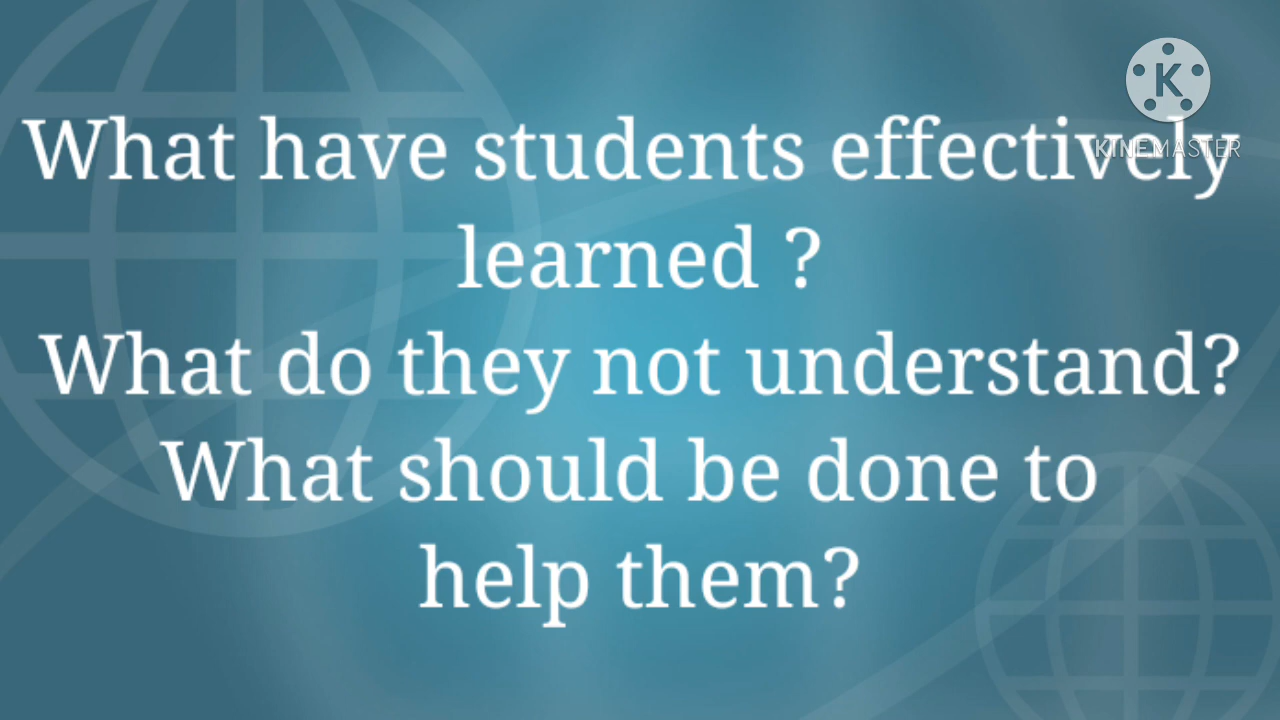 K
KINEMASTER
What have students effectively
learned ?
What do they not understand?
What should be done to
help them?